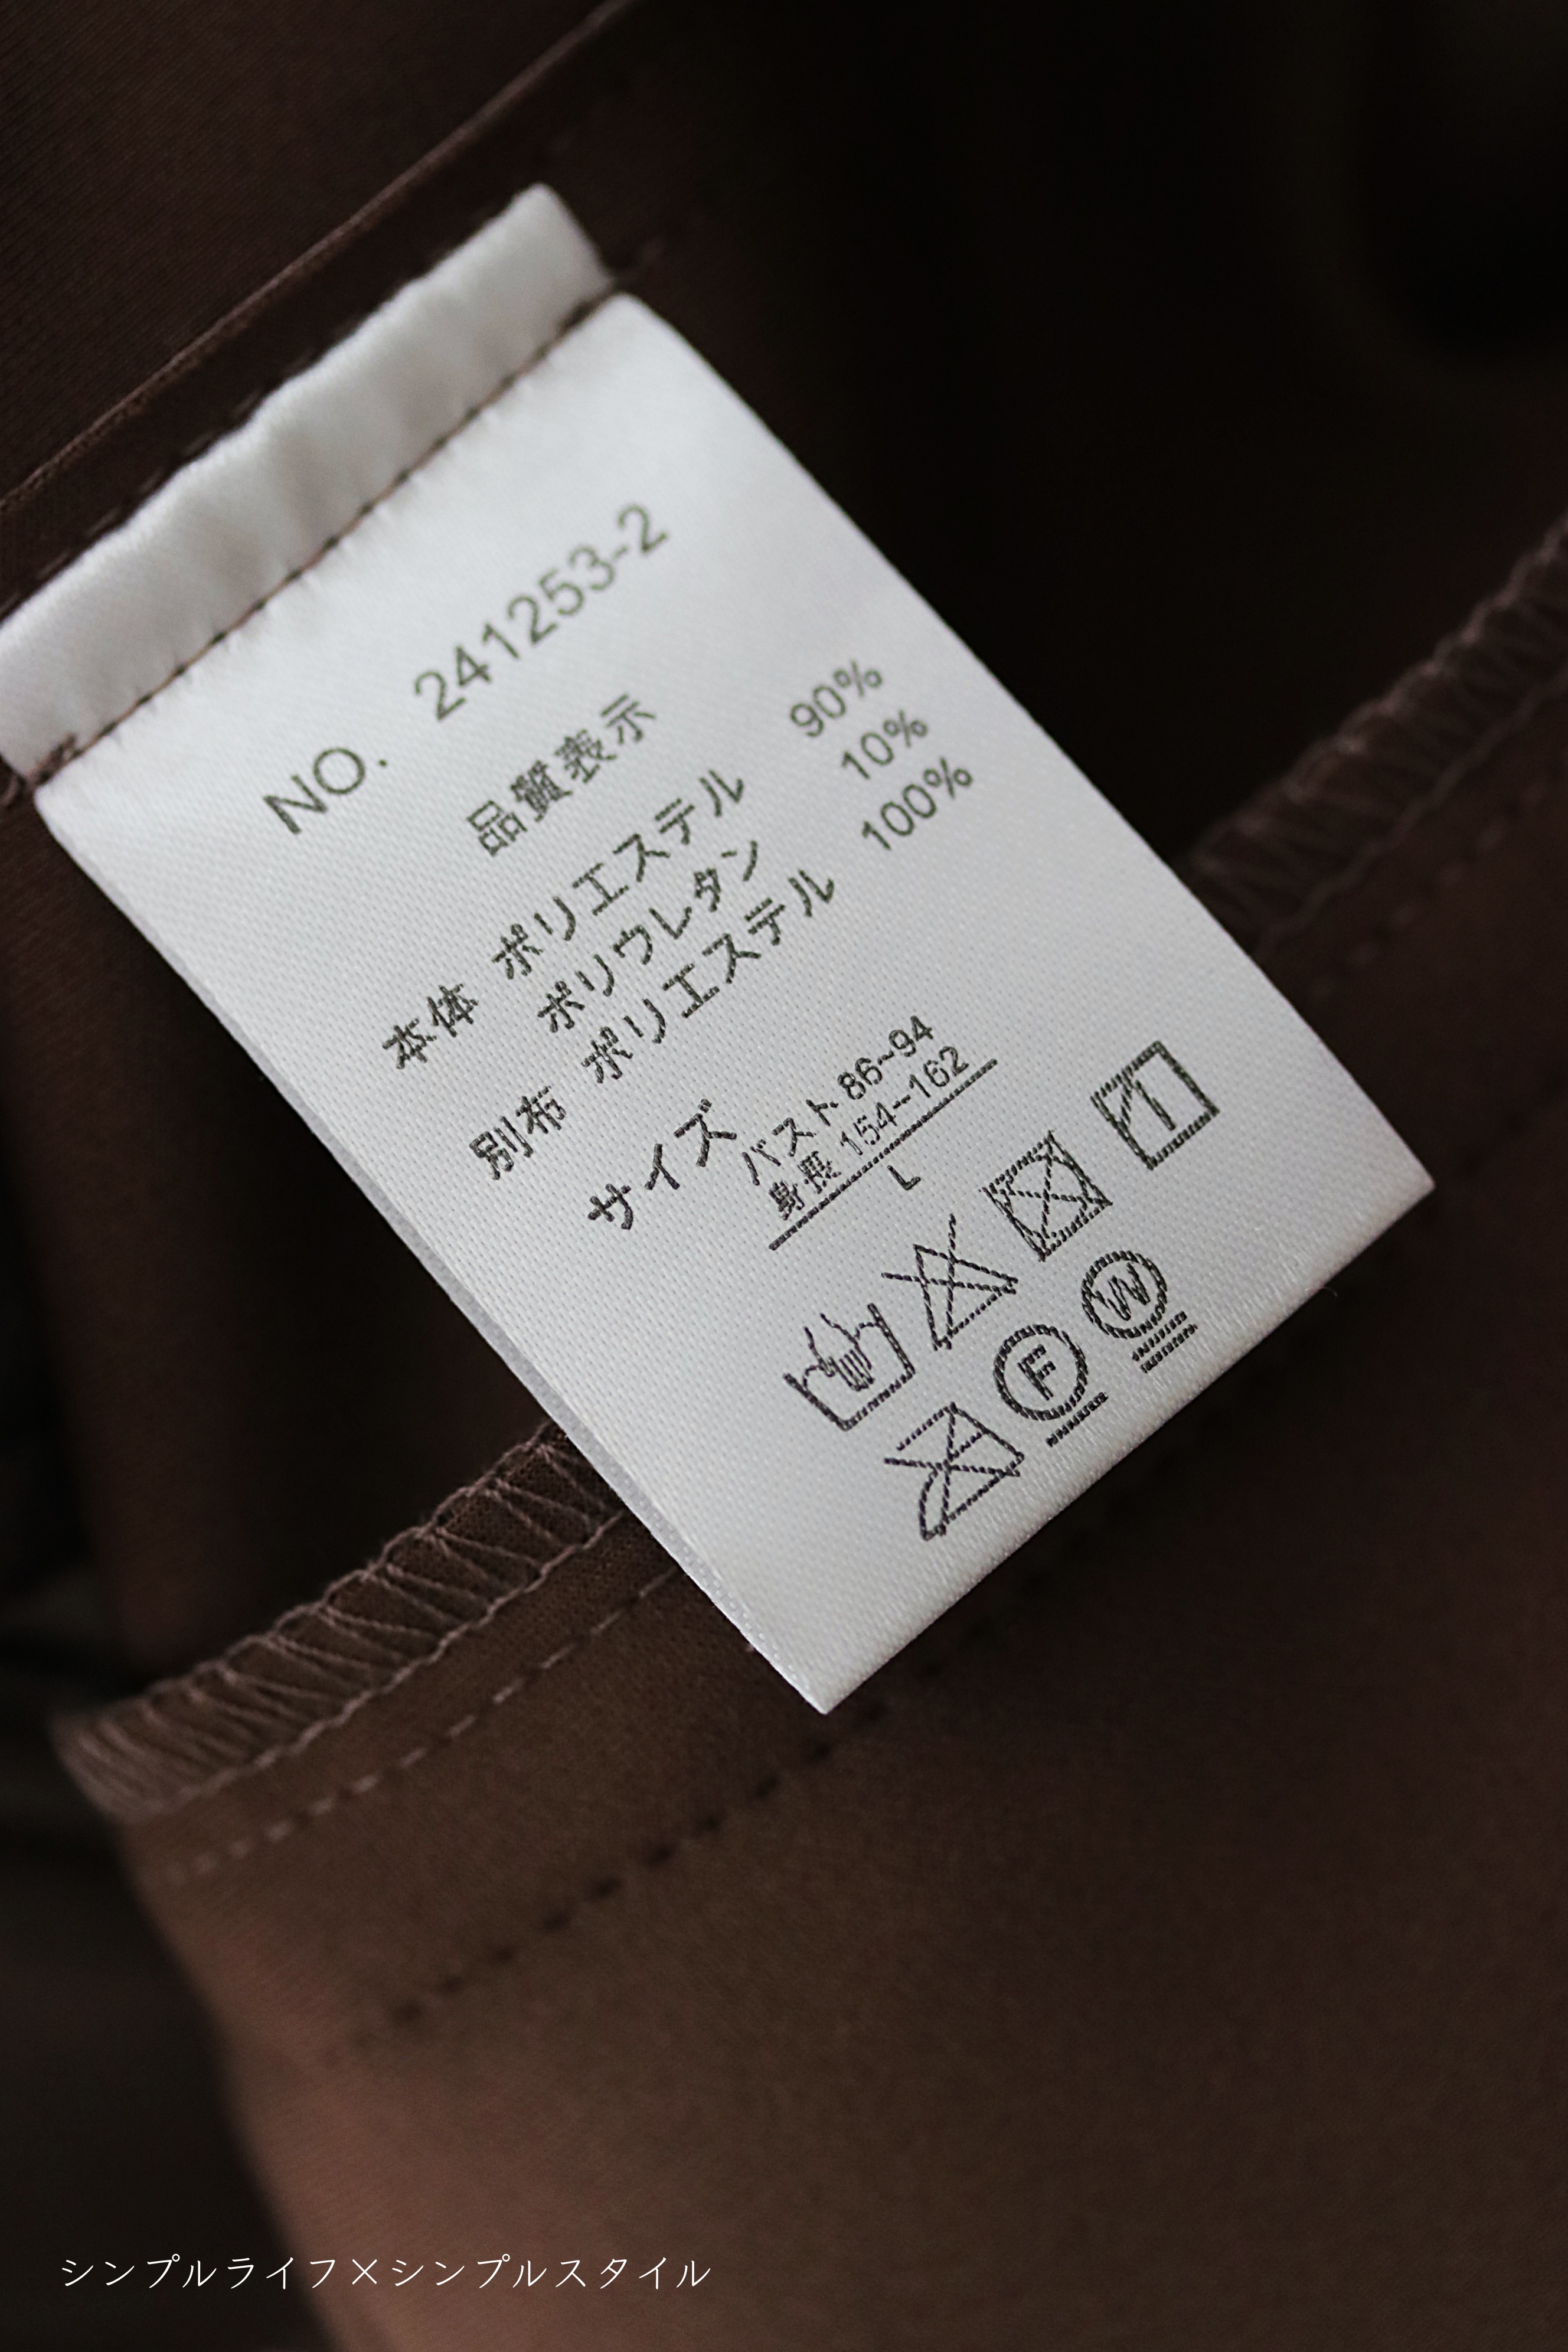 NO. 241253-2
品質表示
本体 ポリエステル 90%
ポリウレタン 10%
別布 ポリエステル 100%
サイズ
バスト 86~94
身長 154~162
L
F
W
シンプルライフ×シンプルスタイル